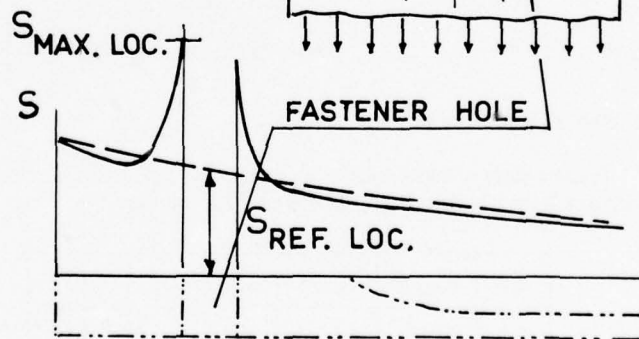 S MAX. LOC.
S
FASTENER HOLE
S REF. LOC.